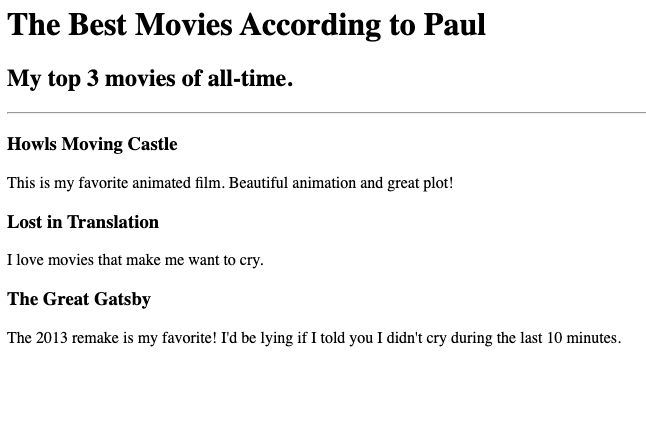 The Best Movies According to Paul
My top 3 movies of all-time.
Howls Moving Castle
This is my favorite animated film. Beautiful animation and great plot!
Lost in Translation
I love movies that make me want to cry.
The Great Gatsby
The 2013 remake is my favorite! I'd be lying if I told you I didn't cry during the last 10 minutes.